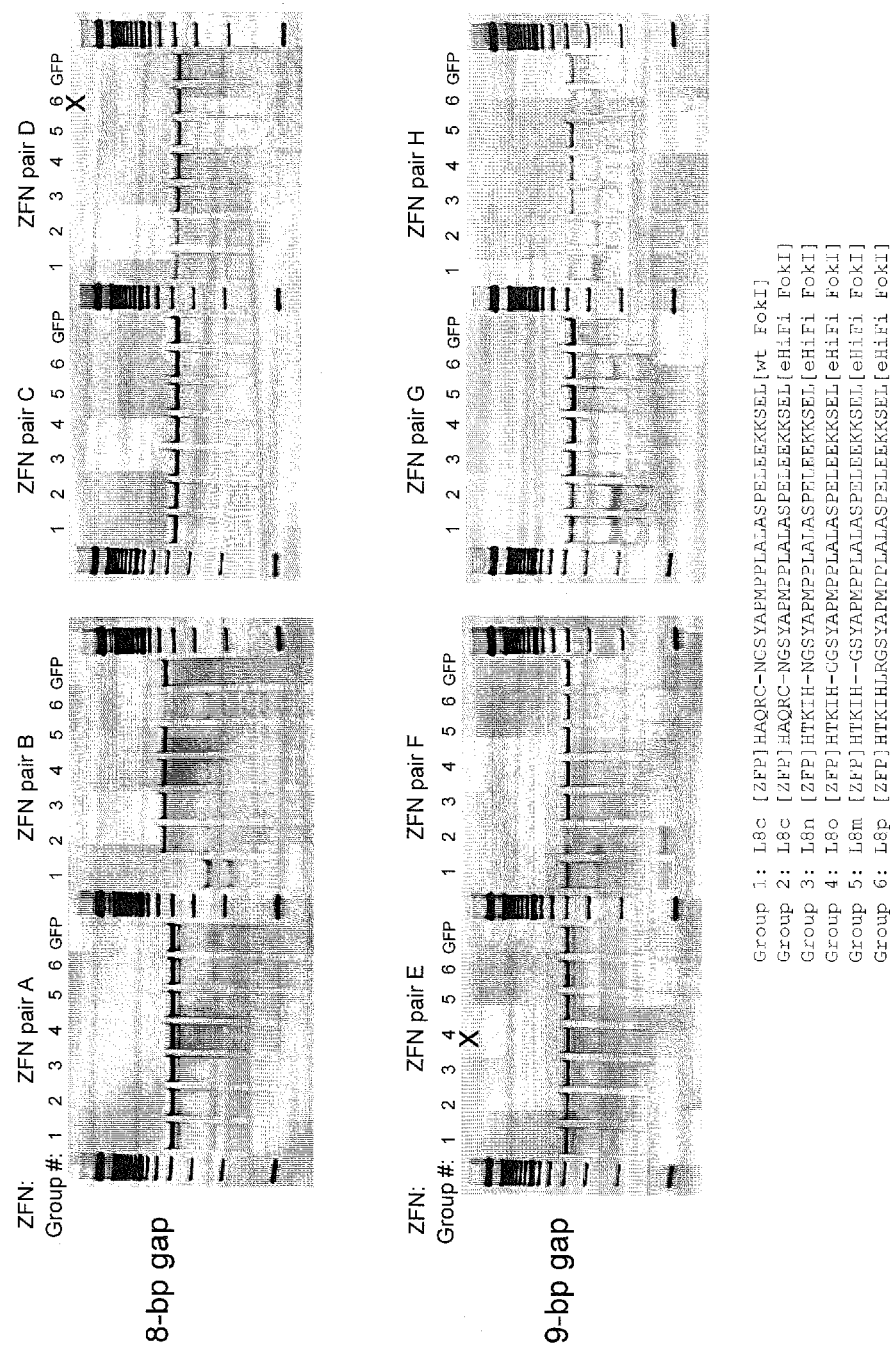 ZFN:
ZFN pair A
ZFN pair B
ZFN pair C
ZFN pair D
Group #:
1 2 3 4 5 6 GFP
1 2 3 4 5 6 GFP
1 2 3 4 5 6 GFP
1 2 3 4 5 6 GFP
X
8-bp gap
ZFN:
ZFN pair E
ZFN pair F
ZFN pair G
ZFN pair H
Group #:
1 2 3 4 5 6 GFP
1 2 3 4 5 6 GFP
1 2 3 4 5 6 GFP
1 2 3 4 5 6 GFP
X
9-bp gap
Group 1: L8c [ZFP]HAQRC-NGSYAPMPPLALASPELEEKKSEL[wt FokI]
Group 2: L8c [ZFP]HAQRC-NGSYAPMPPLALASPELEEKKSEL[eHiFi FokI]
Group 3: L8n [ZFP]HTKIH-NGSYAPMPPLALASPELEEKKSEL[eHiFi FokI]
Group 4: L8o [ZFP]HTKIH-CGSYAPMPPLALASPELEEKKSEL[eHiFi FokI]
Group 5: L8m [ZFP]HTKIH--GSYAPMPPLALASPELEEKKSEL[eHiFi FokI]
Group 6: L8p [ZFP]HTKIHLRGSYAPMPPLALASPELEEKKSEL[eHiFi FokI]